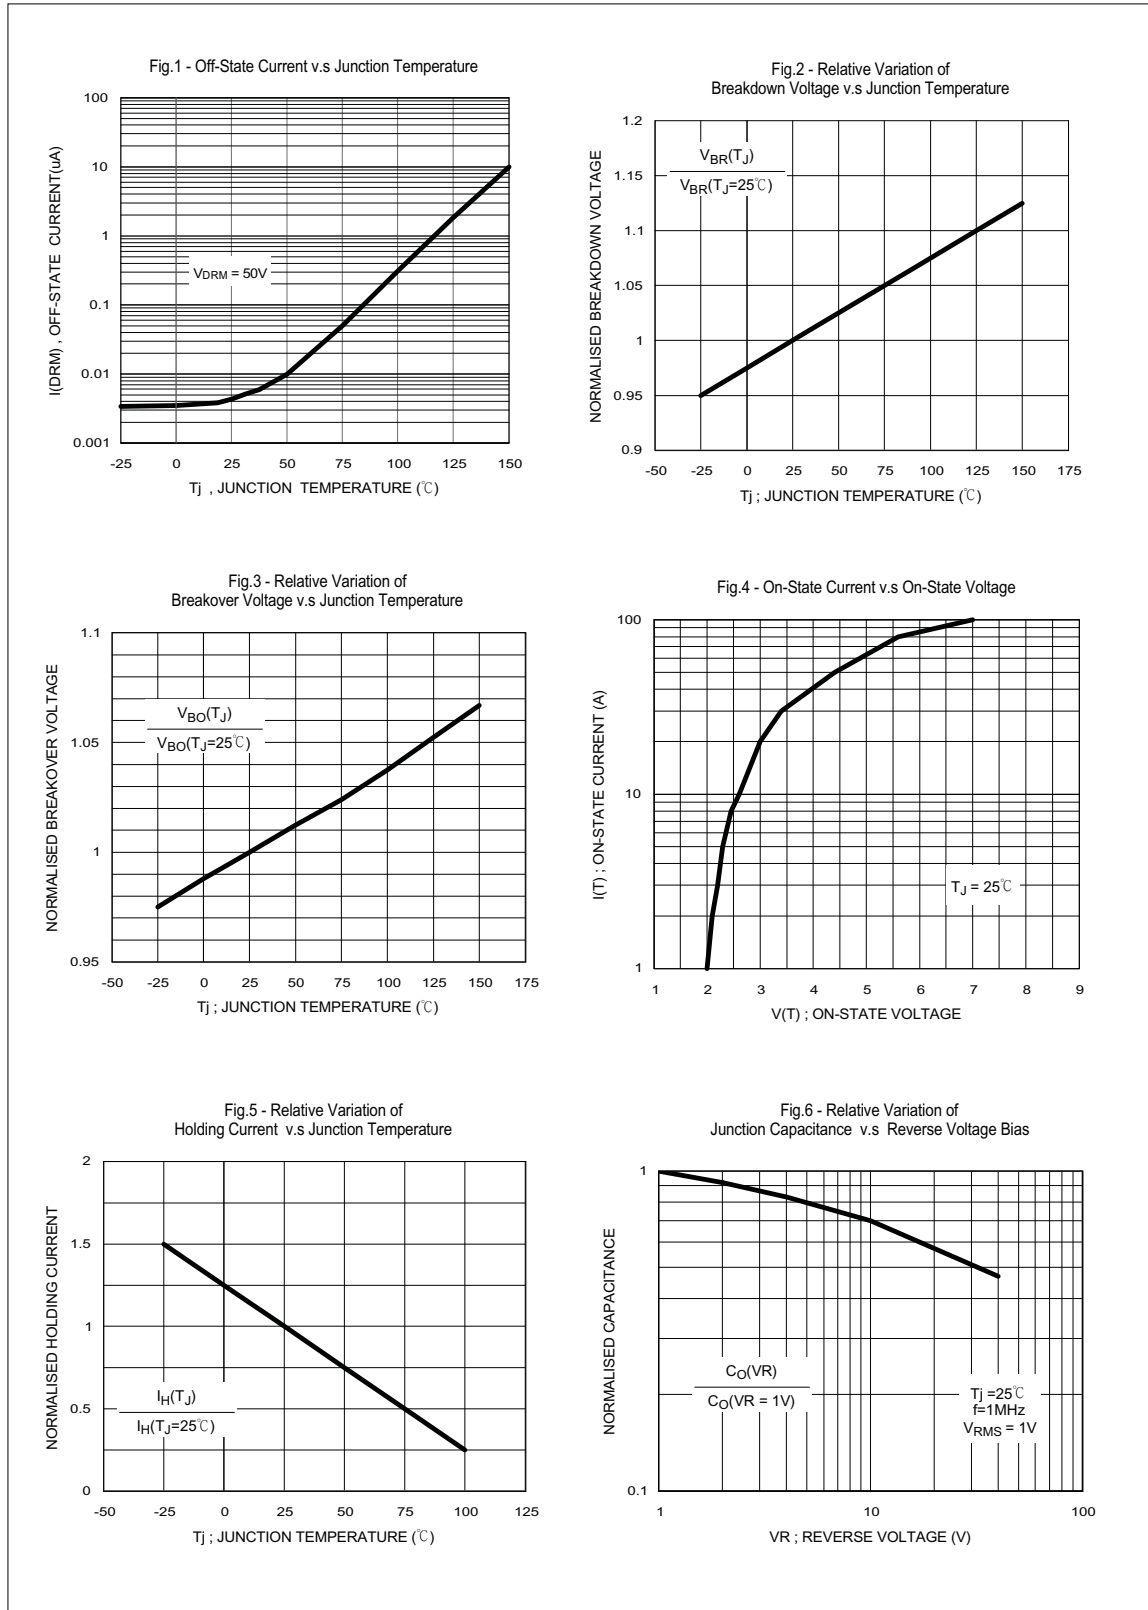 Fig.1 - Off-State Current v.s Junction Temperature
100
10
1
0.1
0.01
0.001
I(DRM) , OFF-STATE CURRENT(uA)
VDRM = 50V
-25 0 25 50 75 100 125 150
Tj , JUNCTION TEMPERATURE (℃)
Fig.2 - Relative Variation of
Breakdown Voltage v.s Junction Temperature
1.2
1.15
1.1
1.05
1
0.95
0.9
NORMALISED BREAKDOWN VOLTAGE
VBR(TJ)
VBR(TJ=25℃)
-50 -25 0 25 50 75 100 125 150 175
Tj ; JUNCTION TEMPERATURE (℃)
Fig.3 - Relative Variation of
Breakover Voltage v.s Junction Temperature
1.1
1.05
1
0.95
NORMALISED BREAKOVER VOLTAGE
VBO(TJ)
VBO(TJ=25℃)
-50 -25 0 25 50 75 100 125 150 175
Tj ; JUNCTION TEMPERATURE (℃)
Fig.4 - On-State Current v.s On-State Voltage
100
10
1
I(T) ; ON-STATE CURRENT (A)
TJ = 25℃
1 2 3 4 5 6 7 8 9
V(T) ; ON-STATE VOLTAGE
Fig.5 - Relative Variation of
Holding Current v.s Junction Temperature
2
1.5
1
0.5
0
NORMALISED HOLDING CURRENT
IH(TJ)
IH(TJ=25℃)
-50 -25 0 25 50 75 100 125
Tj ; JUNCTION TEMPERATURE (℃)
Fig.6 - Relative Variation of
Junction Capacitance v.s Reverse Voltage Bias
1
0.1
NORMALISED CAPACITANCE
CO(VR)
CO(VR = 1V)
Tj =25℃
f=1MHz
VRMS = 1V
1 10 100
VR ; REVERSE VOLTAGE (V)